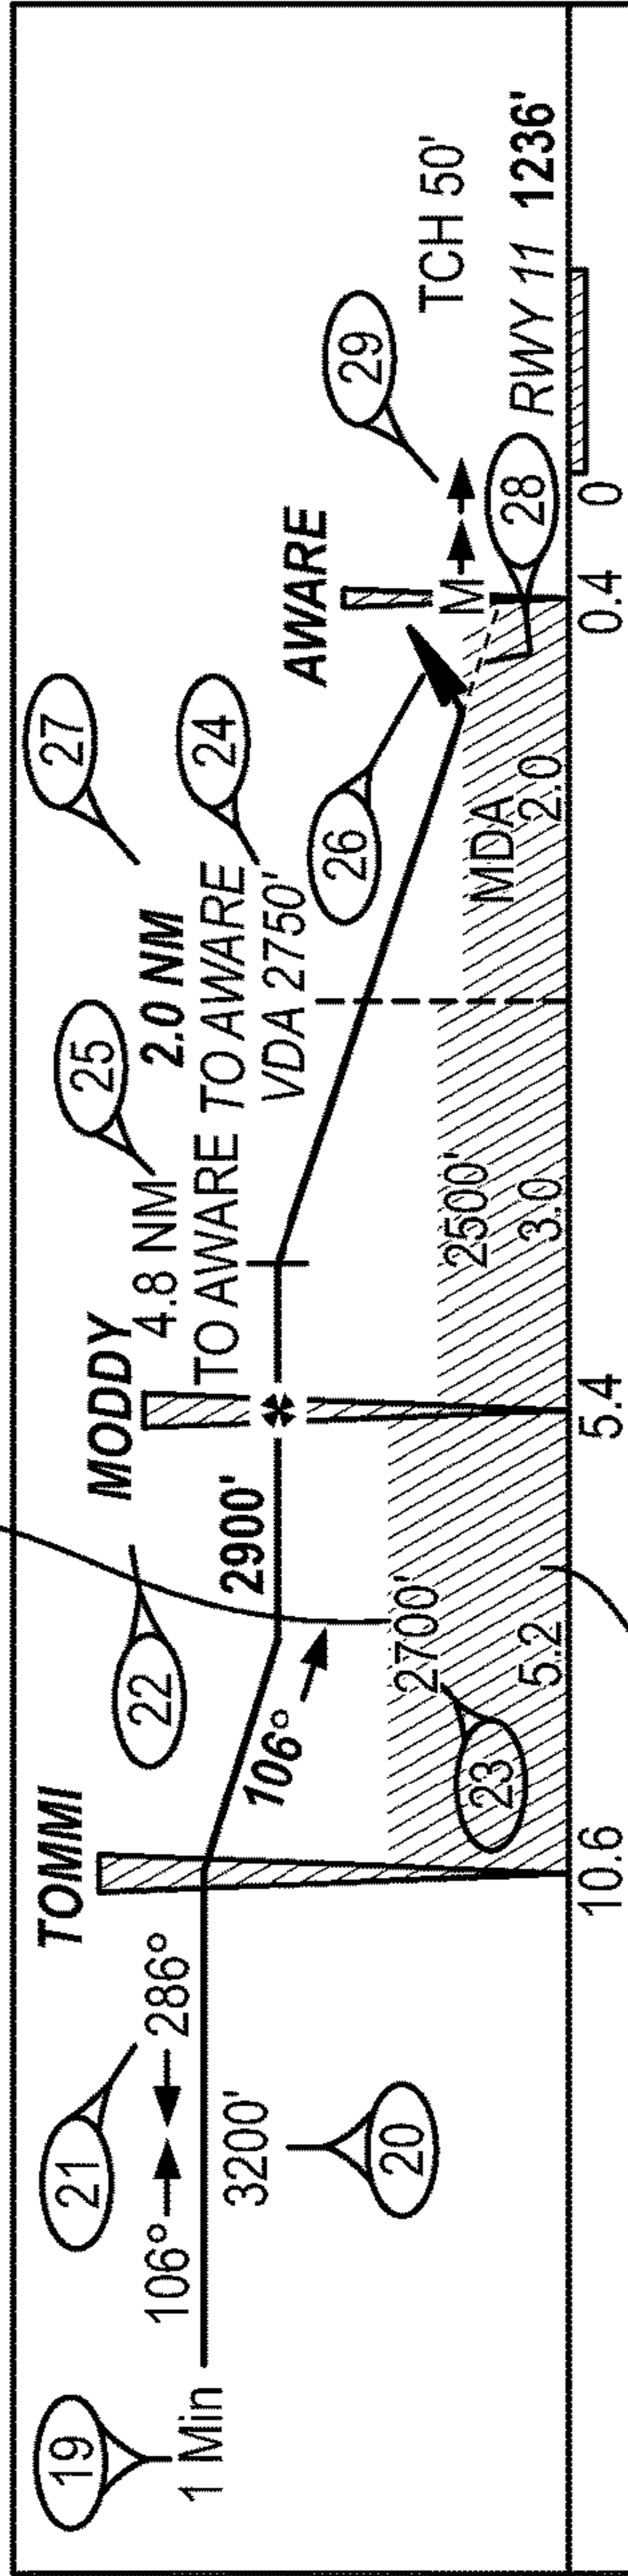 19
1 Min
21
106° 286°
3200'
20
TOMMI
106°
22
2900'
2700'
23
5.2
10.6
MODDY
25
4.8 NM
TO AWARE
2500'
3.0
5.4
27
2.0 NM
TO AWARE
24
VDA 2750'
26
MDA
2.0
AWARE
M
28
0.4
29
TCH 50'
RWY 11 1236'
0